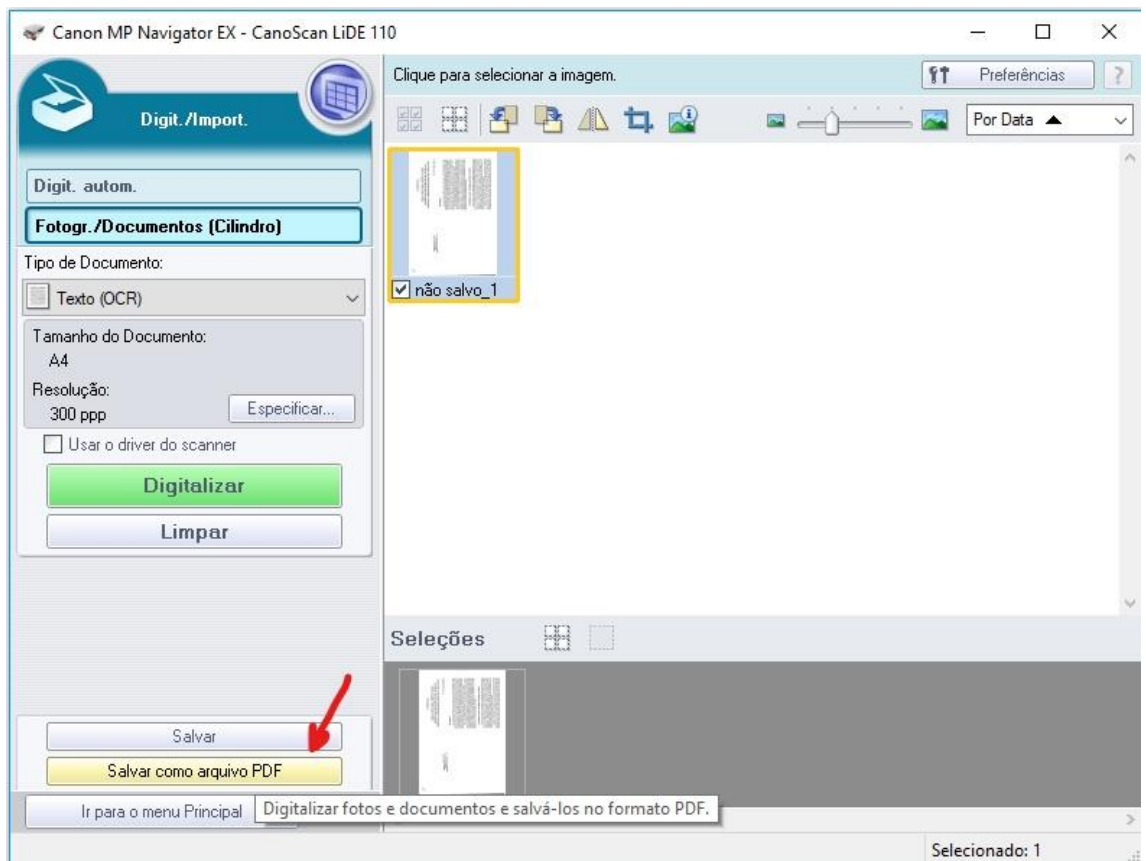 Canon MP Navigator EX - CanoScan LiDE 110
Digit./Import.
Clique para selecionar a imagem.
Preferências
?
Por Data
Digit. autom.
Fotogr./Documentos (Cilindro)
Tipo de Documento:
Texto (OCR)
Tamanho do Documento:
A4
Resolução:
300 ppp
Especificar...
Usar o driver do scanner
Digitalizar
Limpar
não salvo_1
Seleções
Salvar
Salvar como arquivo PDF
Ir para o menu Principal
Digitalizar fotos e documentos e salvá-los no formato PDF.
Selecionado: 1